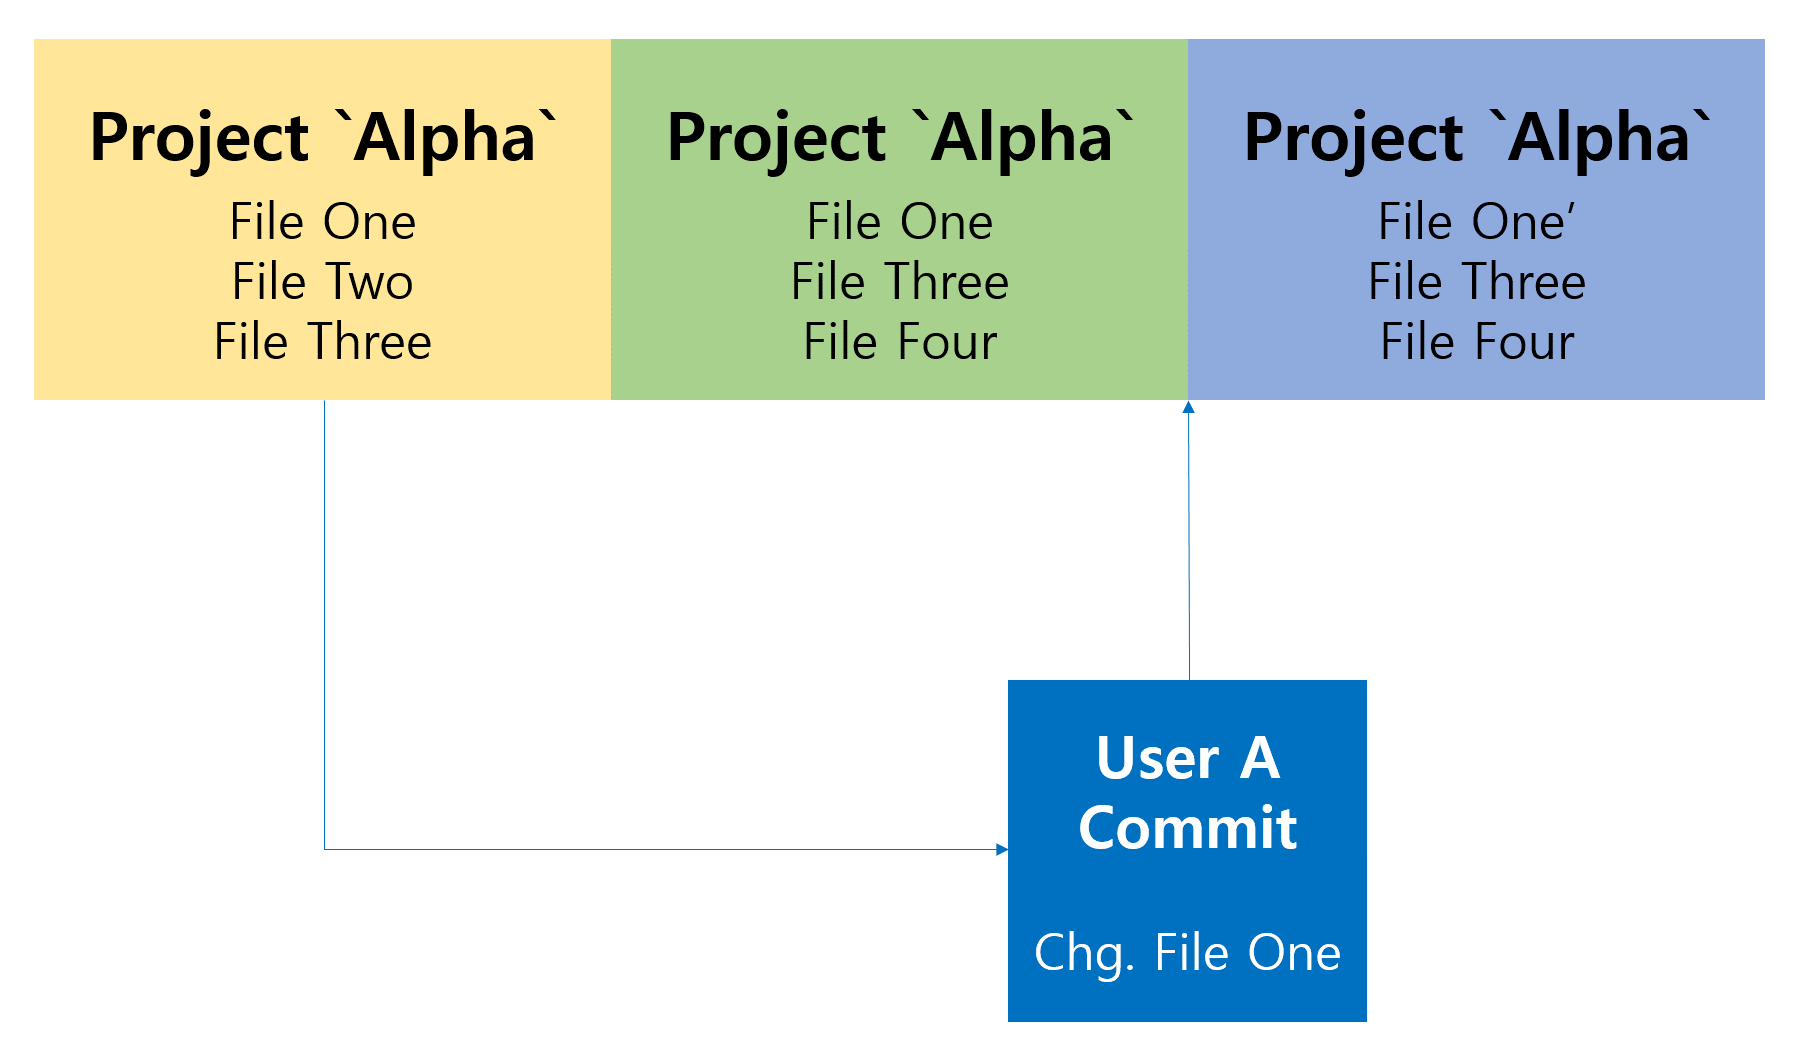 Project `Alpha`
File One
File Two
File Three
Project `Alpha`
File One
File Three
File Four
Project `Alpha`
File One’
File Three
File Four
User A
Commit
Chg. File One